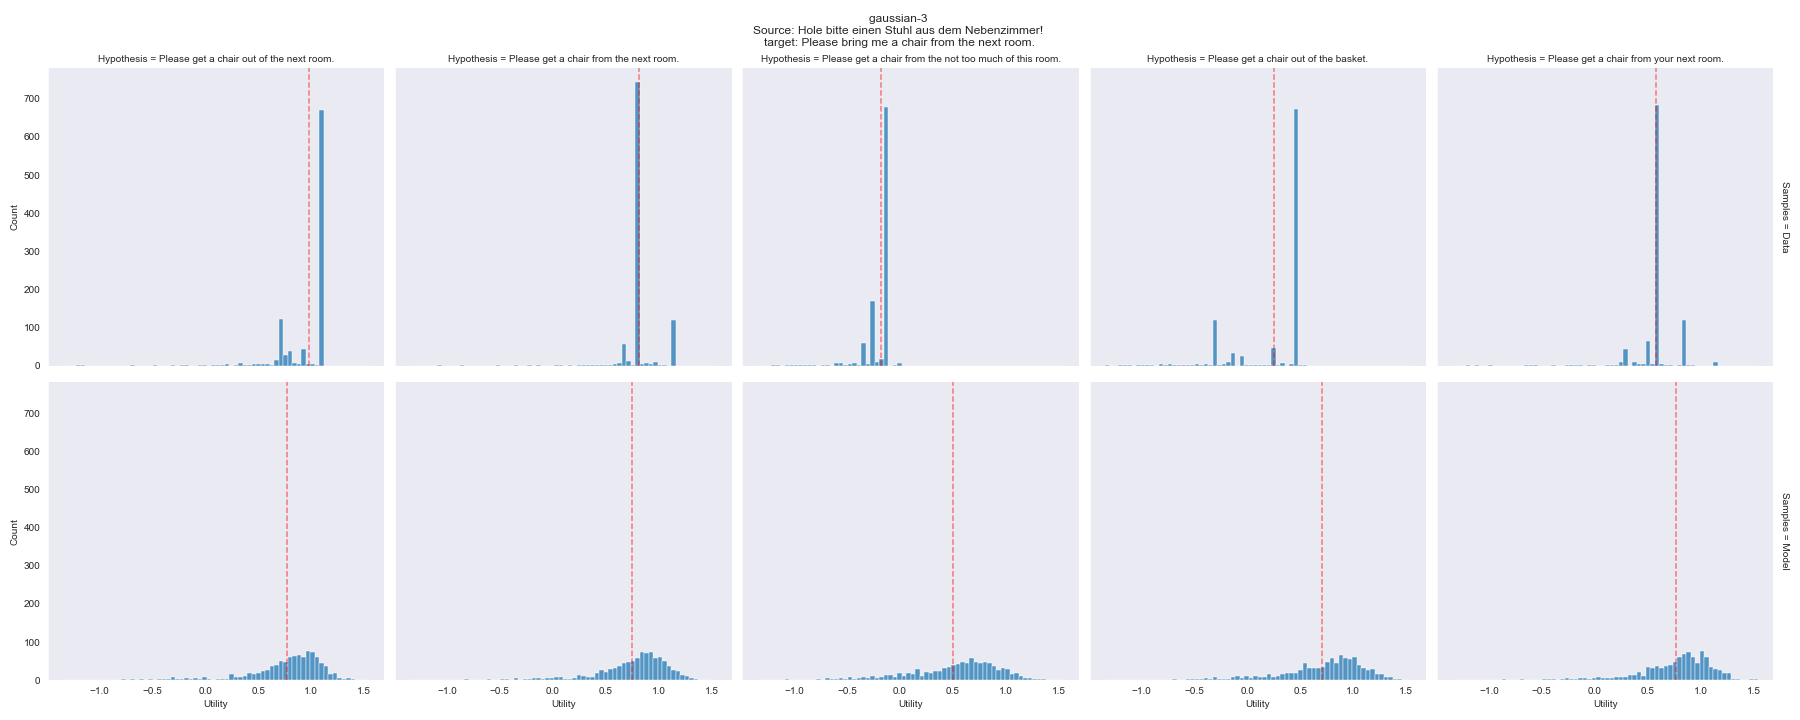 gaussian-3
Source: Hole bitte einen Stuhl aus dem Nebenzimmer!
target: Please bring me a chair from the next room.
Hypothesis = Please get a chair out of the next room.
Hypothesis = Please get a chair from the next room.
Hypothesis = Please get a chair from the not too much of this room.
Hypothesis = Please get a chair out of the basket.
Hypothesis = Please get a chair from your next room.
700
600
500
400
300
200
100
0
Count
Samples = Data
700
600
500
400
300
200
100
0
Count
Samples = Model
−1.0 −0.5 0.0 0.5 1.0 1.5
Utility
−1.0 −0.5 0.0 0.5 1.0 1.5
Utility
−1.0 −0.5 0.0 0.5 1.0 1.5
Utility
−1.0 −0.5 0.0 0.5 1.0 1.5
Utility
−1.0 −0.5 0.0 0.5 1.0 1.5
Utility